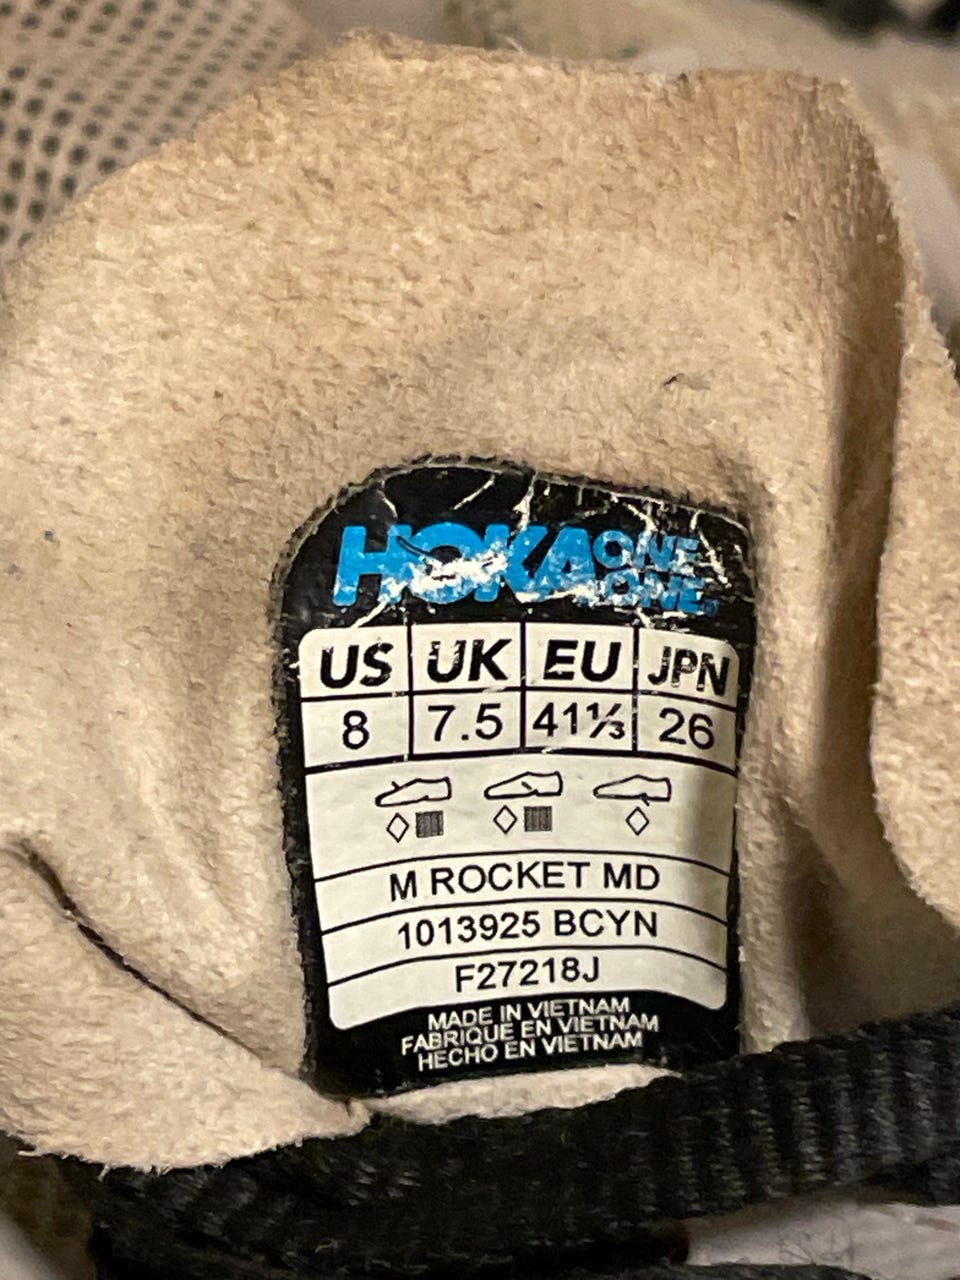 HOKA ONE ONE
US UK EU JPN
8 7.5 41⅓ 26
M ROCKET MD
1013925 BCYN
F27218J
MADE IN VIETNAM
FABRIQUE EN VIETNAM
HECHO EN VIETNAM